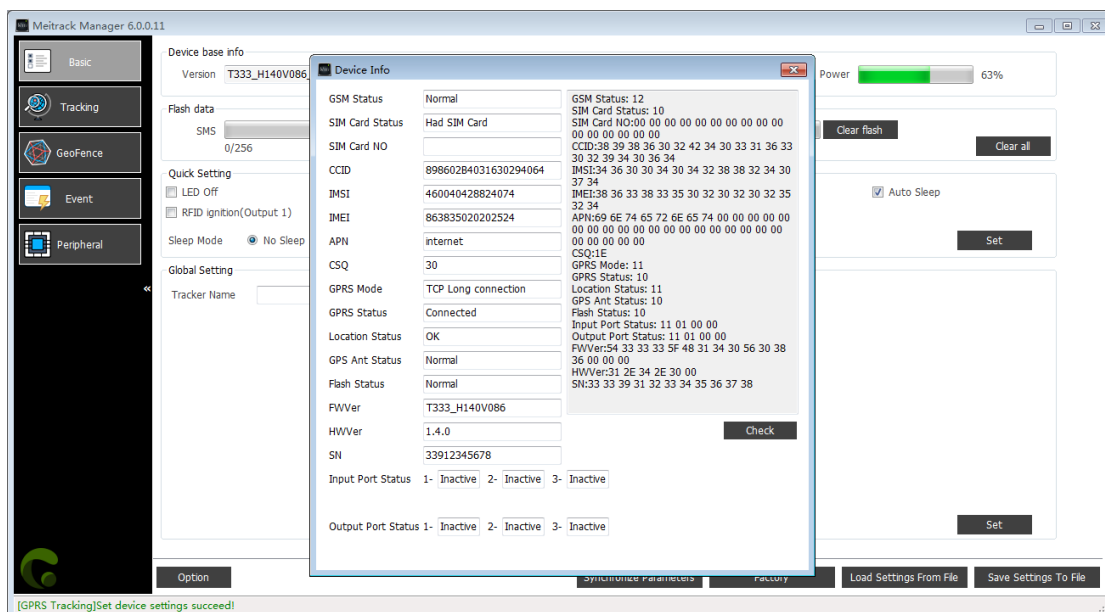 Meitrack Manager 6.0.0.11
Basic
Tracking
GeoFence
Event
Peripheral
«
Device base info
Version T333_H140V086
Power 63%
Flash data
SMS
0/256
Clear flash
Clear all
Quick Setting
LED Off
RFID ignition(Output 1)
Auto Sleep
Sleep Mode No Sleep
Set
Global Setting
Tracker Name
Set
Device Info
GSM Status Normal
SIM Card Status Had SIM Card
SIM Card NO
CCID 898602B4031630294064
IMSI 460040428824074
IMEI 863835020202524
APN internet
CSQ 30
GPRS Mode TCP Long connection
GPRS Status Connected
Location Status OK
GPS Ant Status Normal
Flash Status Normal
FWVer T333_H140V086
HWVer 1.4.0
SN 33912345678
Input Port Status 1- Inactive 2- Inactive 3- Inactive
Output Port Status 1- Inactive 2- Inactive 3- Inactive
GSM Status: 12
SIM Card Status: 10
SIM Card NO:00 00 00 00 00 00 00 00 00 00
00 00 00 00 00 00
CCID:38 39 38 36 30 32 42 34 30 33 31 36 33
30 32 39 34 30 36 34
IMSI:34 36 30 30 34 30 34 32 38 38 32 34 30
37 34
IMEI:38 36 33 38 33 35 30 32 30 32 30 32 35
32 34
APN:69 6E 74 65 72 6E 65 74 00 00 00 00 00
00 00 00 00 00 00 00 00 00 00 00 00 00
00 00 00 00 00
CSQ:1E
GPRS Mode: 11
GPRS Status: 10
Location Status: 11
GPS Ant Status: 10
Flash Status: 10
Input Port Status: 11 01 00 00
Output Port Status: 11 01 00 00
FWVer:54 33 33 33 5F 48 31 34 30 56 30 38
36 00 00 00
HWVer:31 2E 34 2E 30 00
SN:33 33 39 31 32 33 34 35 36 37 38
Check
Option
Synchronize Parameters
Factory
Load Settings From File
Save Settings To File
[GPRS Tracking]Set device settings succeed!